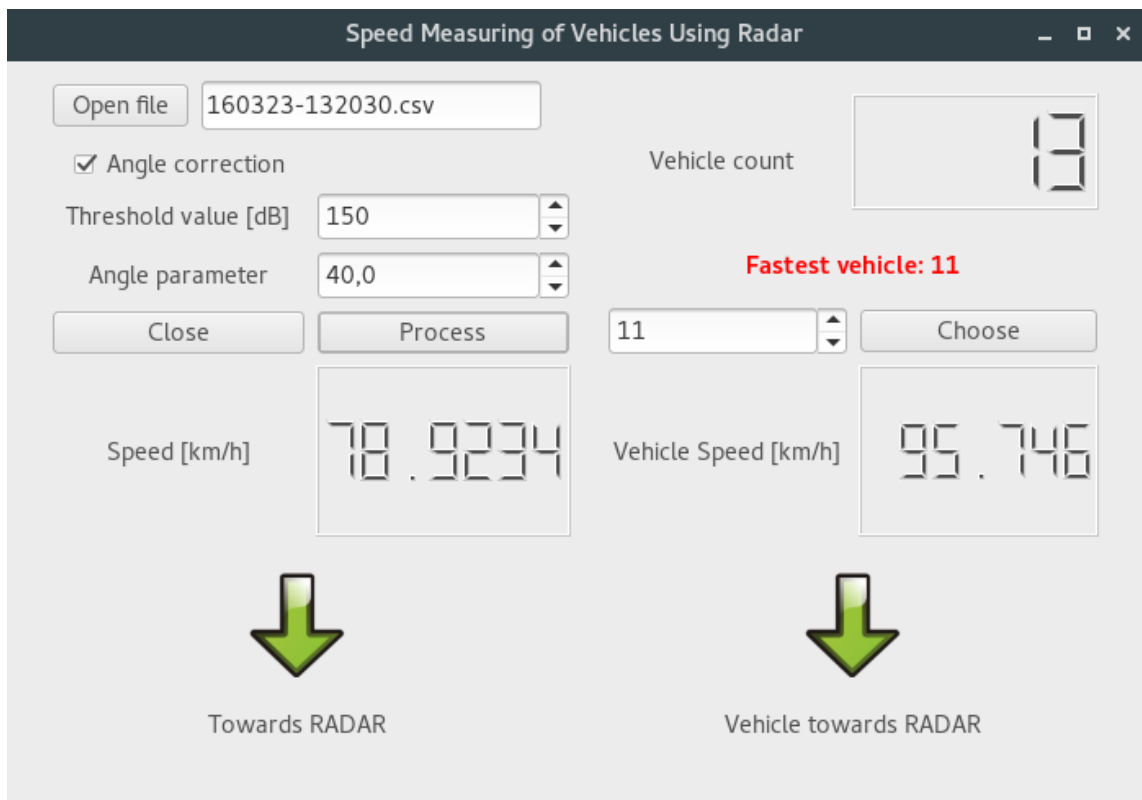 Speed Measuring of Vehicles Using Radar
Open file
160323-132030.csv
Angle correction
Threshold value [dB]
150
Angle parameter
40,0
Close
Process
Speed [km/h]
78.9234
Towards RADAR
Vehicle count
13
Fastest vehicle: 11
11
Choose
Vehicle Speed [km/h]
95.746
Vehicle towards RADAR